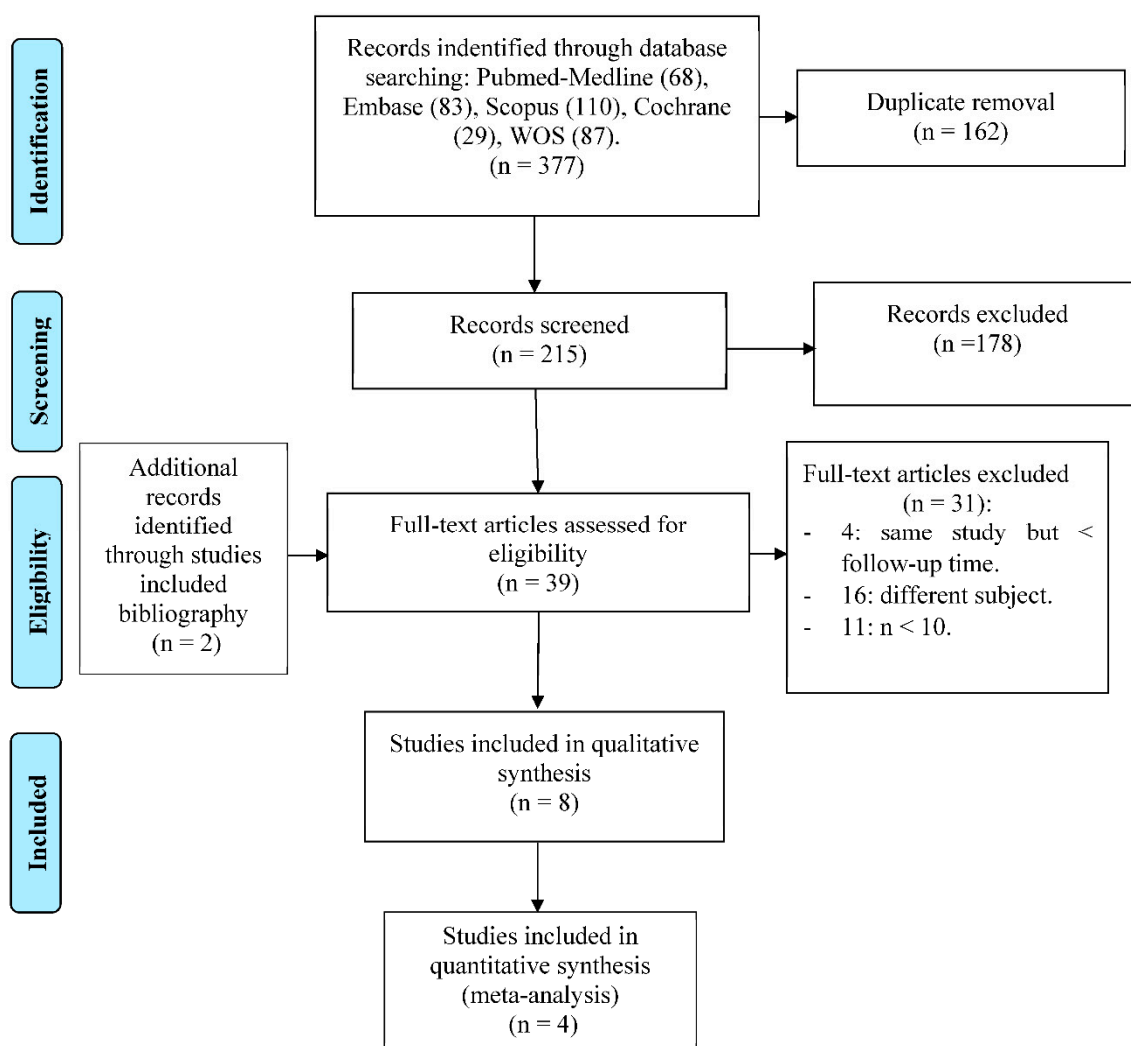 Identification
Records indentified through database
searching: Pubmed-Medline (68),
Embase (83), Scopus (110), Cochrane
(29), WOS (87).
(n = 377)
Duplicate removal
(n = 162)
Screening
Records screened
(n = 215)
Records excluded
(n =178)
Eligibility
Additional
records
identified
through studies
included
bibliography
(n = 2)
Full-text articles assessed for
eligibility
(n = 39)
Full-text articles excluded
(n = 31):
- 4: same study but <
follow-up time.
- 16: different subject.
- 11: n < 10.
Included
Studies included in qualitative
synthesis
(n = 8)
Studies included in
quantitative synthesis
(meta-analysis)
(n = 4)